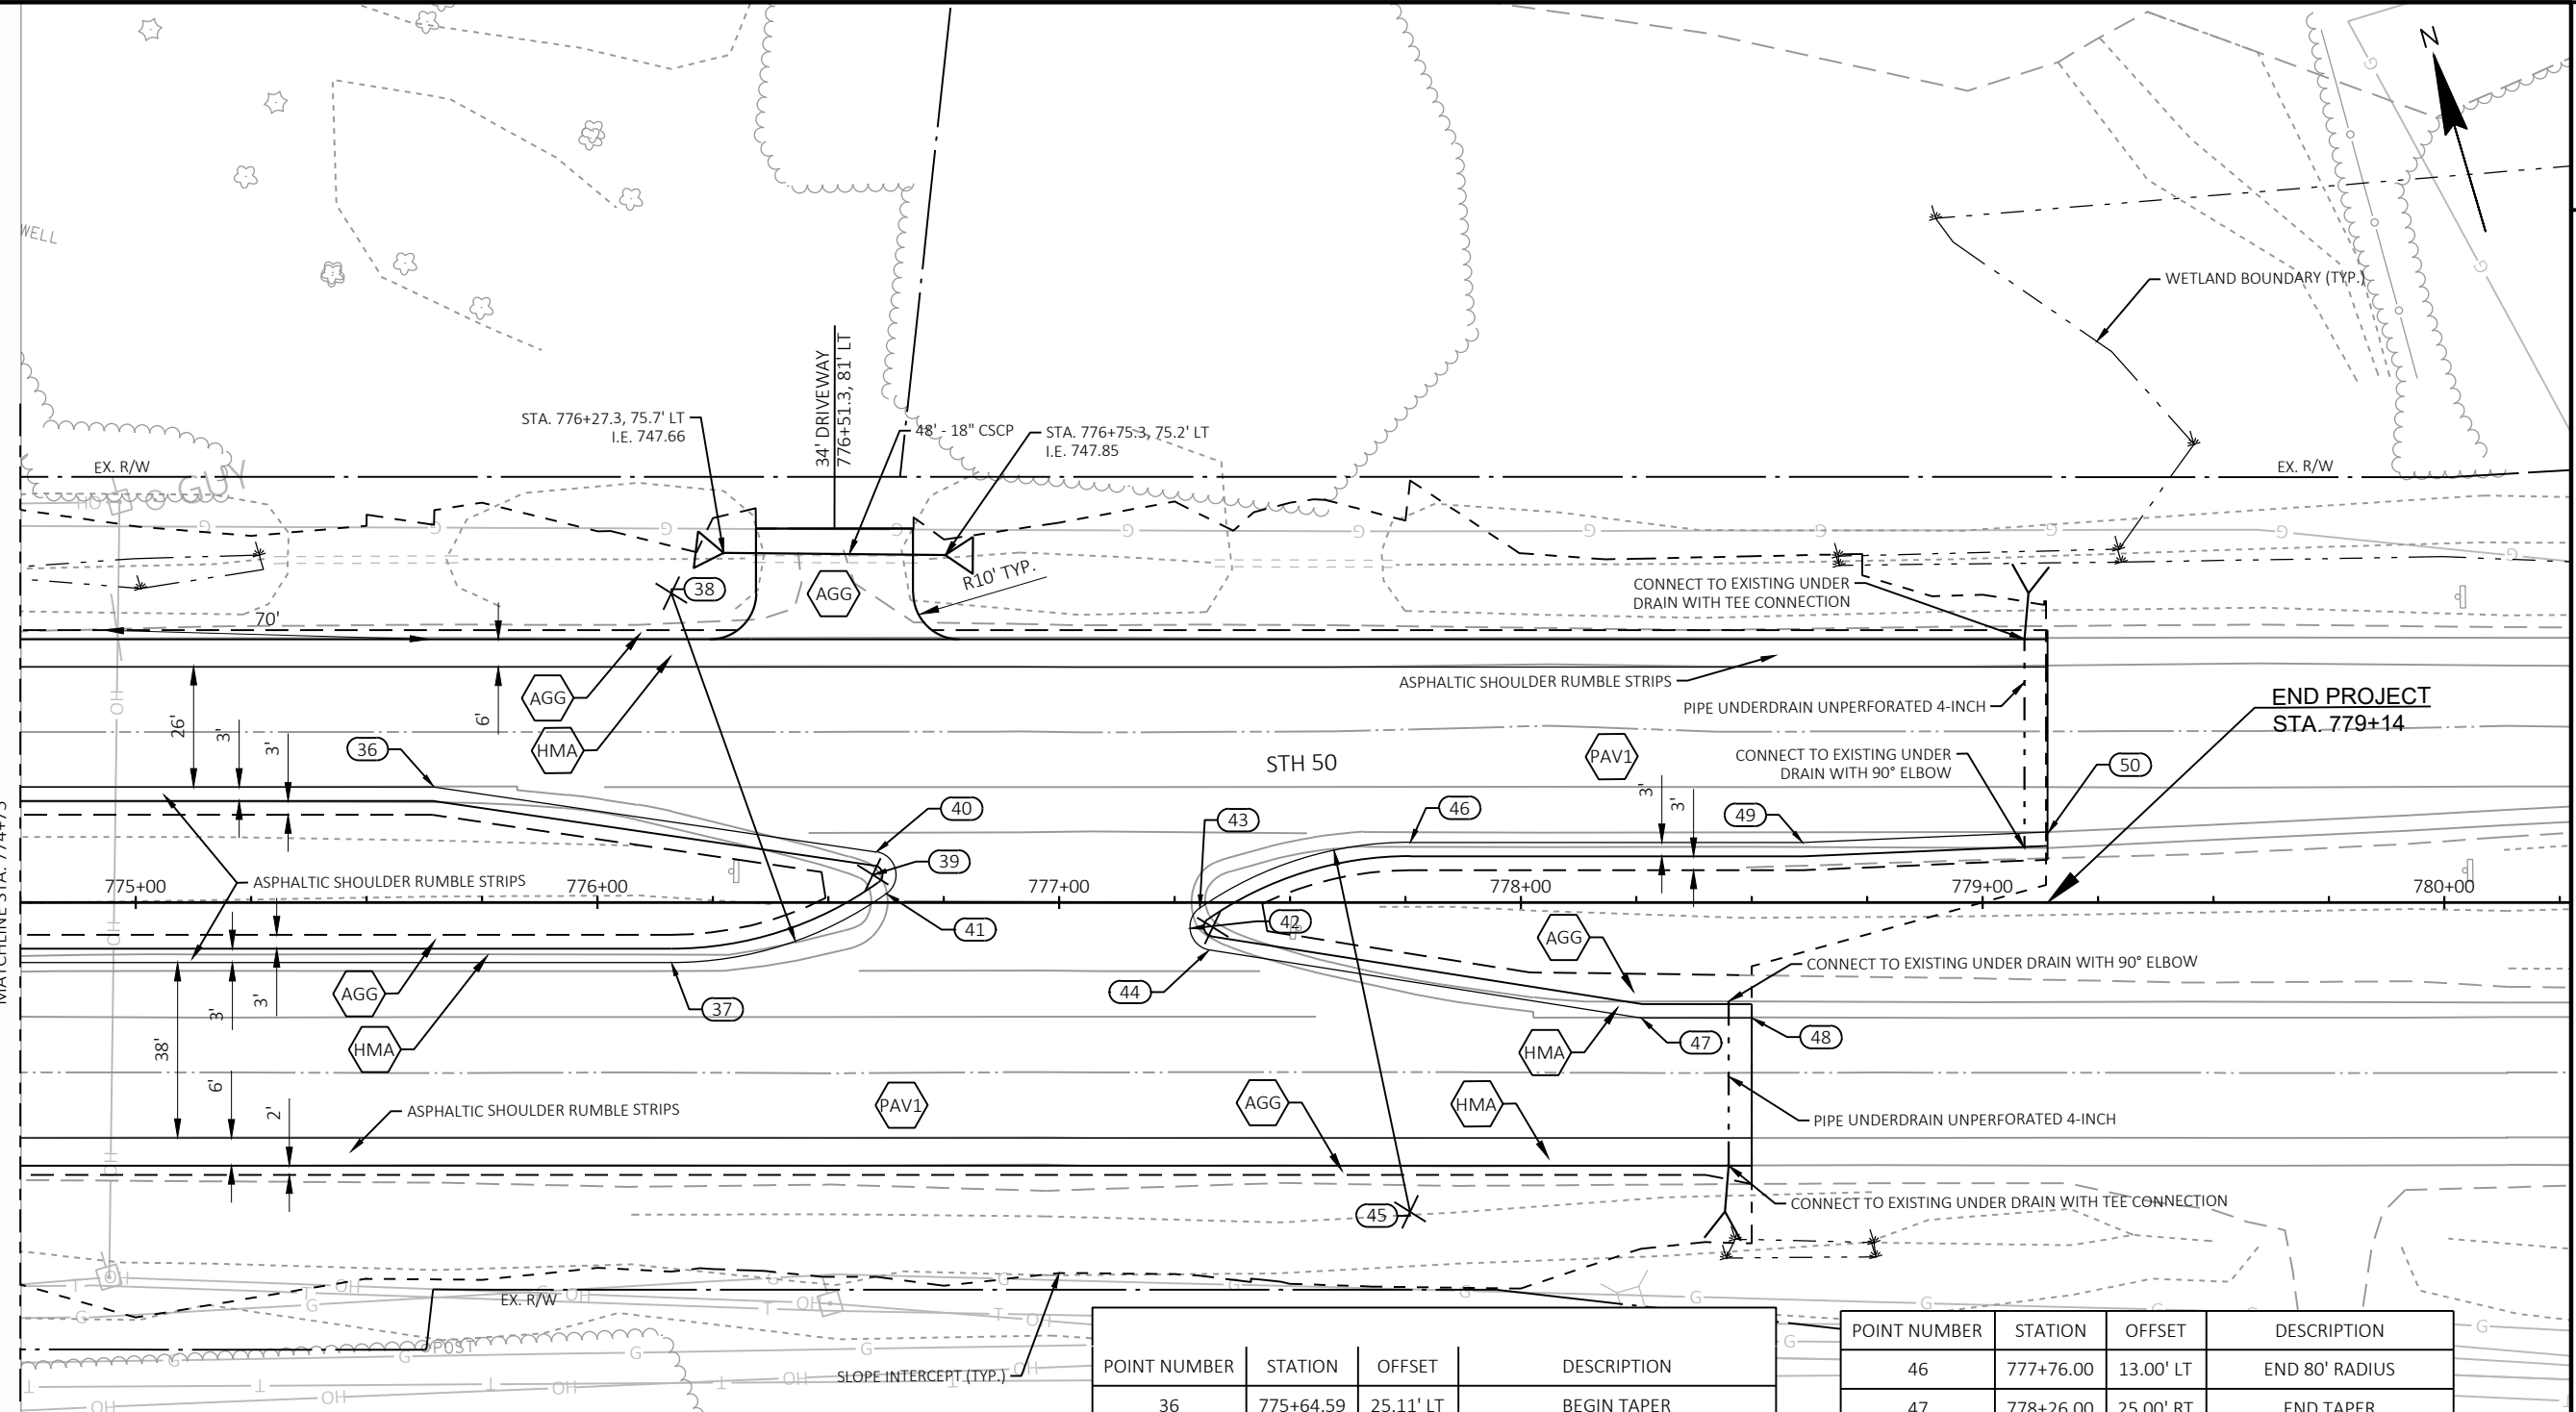 N
WELL
WETLAND BOUNDARY (TYP.)
34' DRIVEWAY
776+51.3, 81' LT
STA. 776+27.3, 75.7' LT
I.E. 747.66
48' - 18" CSCP
STA. 776+75.3, 75.2' LT
I.E. 747.85
EX. R/W
GUY
EX. R/W
38
AGG
R10' TYP.
CONNECT TO EXISTING UNDER
DRAIN WITH TEE CONNECTION
70'
AGG
HMA
26'
3'
3'
6'
36
ASPHALTIC SHOULDER RUMBLE STRIPS
PIPE UNDERDRAIN UNPERFORATED 4-INCH
END PROJECT
STA. 779+14
STH 50
PAV1
CONNECT TO EXISTING UNDER
DRAIN WITH 90° ELBOW
50
40
43
46
3'
3'
49
39
775+00
ASPHALTIC SHOULDER RUMBLE STRIPS
776+00
777+00
778+00
779+00
780+00
41
42
AGG
CONNECT TO EXISTING UNDER DRAIN WITH 90° ELBOW
AGG
HMA
3'
3'
37
44
HMA
47
48
38'
6'
2'
ASPHALTIC SHOULDER RUMBLE STRIPS
PAV1
AGG
HMA
PIPE UNDERDRAIN UNPERFORATED 4-INCH
45
CONNECT TO EXISTING UNDER DRAIN WITH TEE CONNECTION
EX. R/W
POST
SLOPE INTERCEPT (TYP.)
POINT NUMBER STATION OFFSET DESCRIPTION
36 775+64.59 25.11' LT BEGIN TAPER
POINT NUMBER STATION OFFSET DESCRIPTION
46 777+76.00 13.00' LT END 80' RADIUS
47 778+26.00 25.00' RT END TAPER